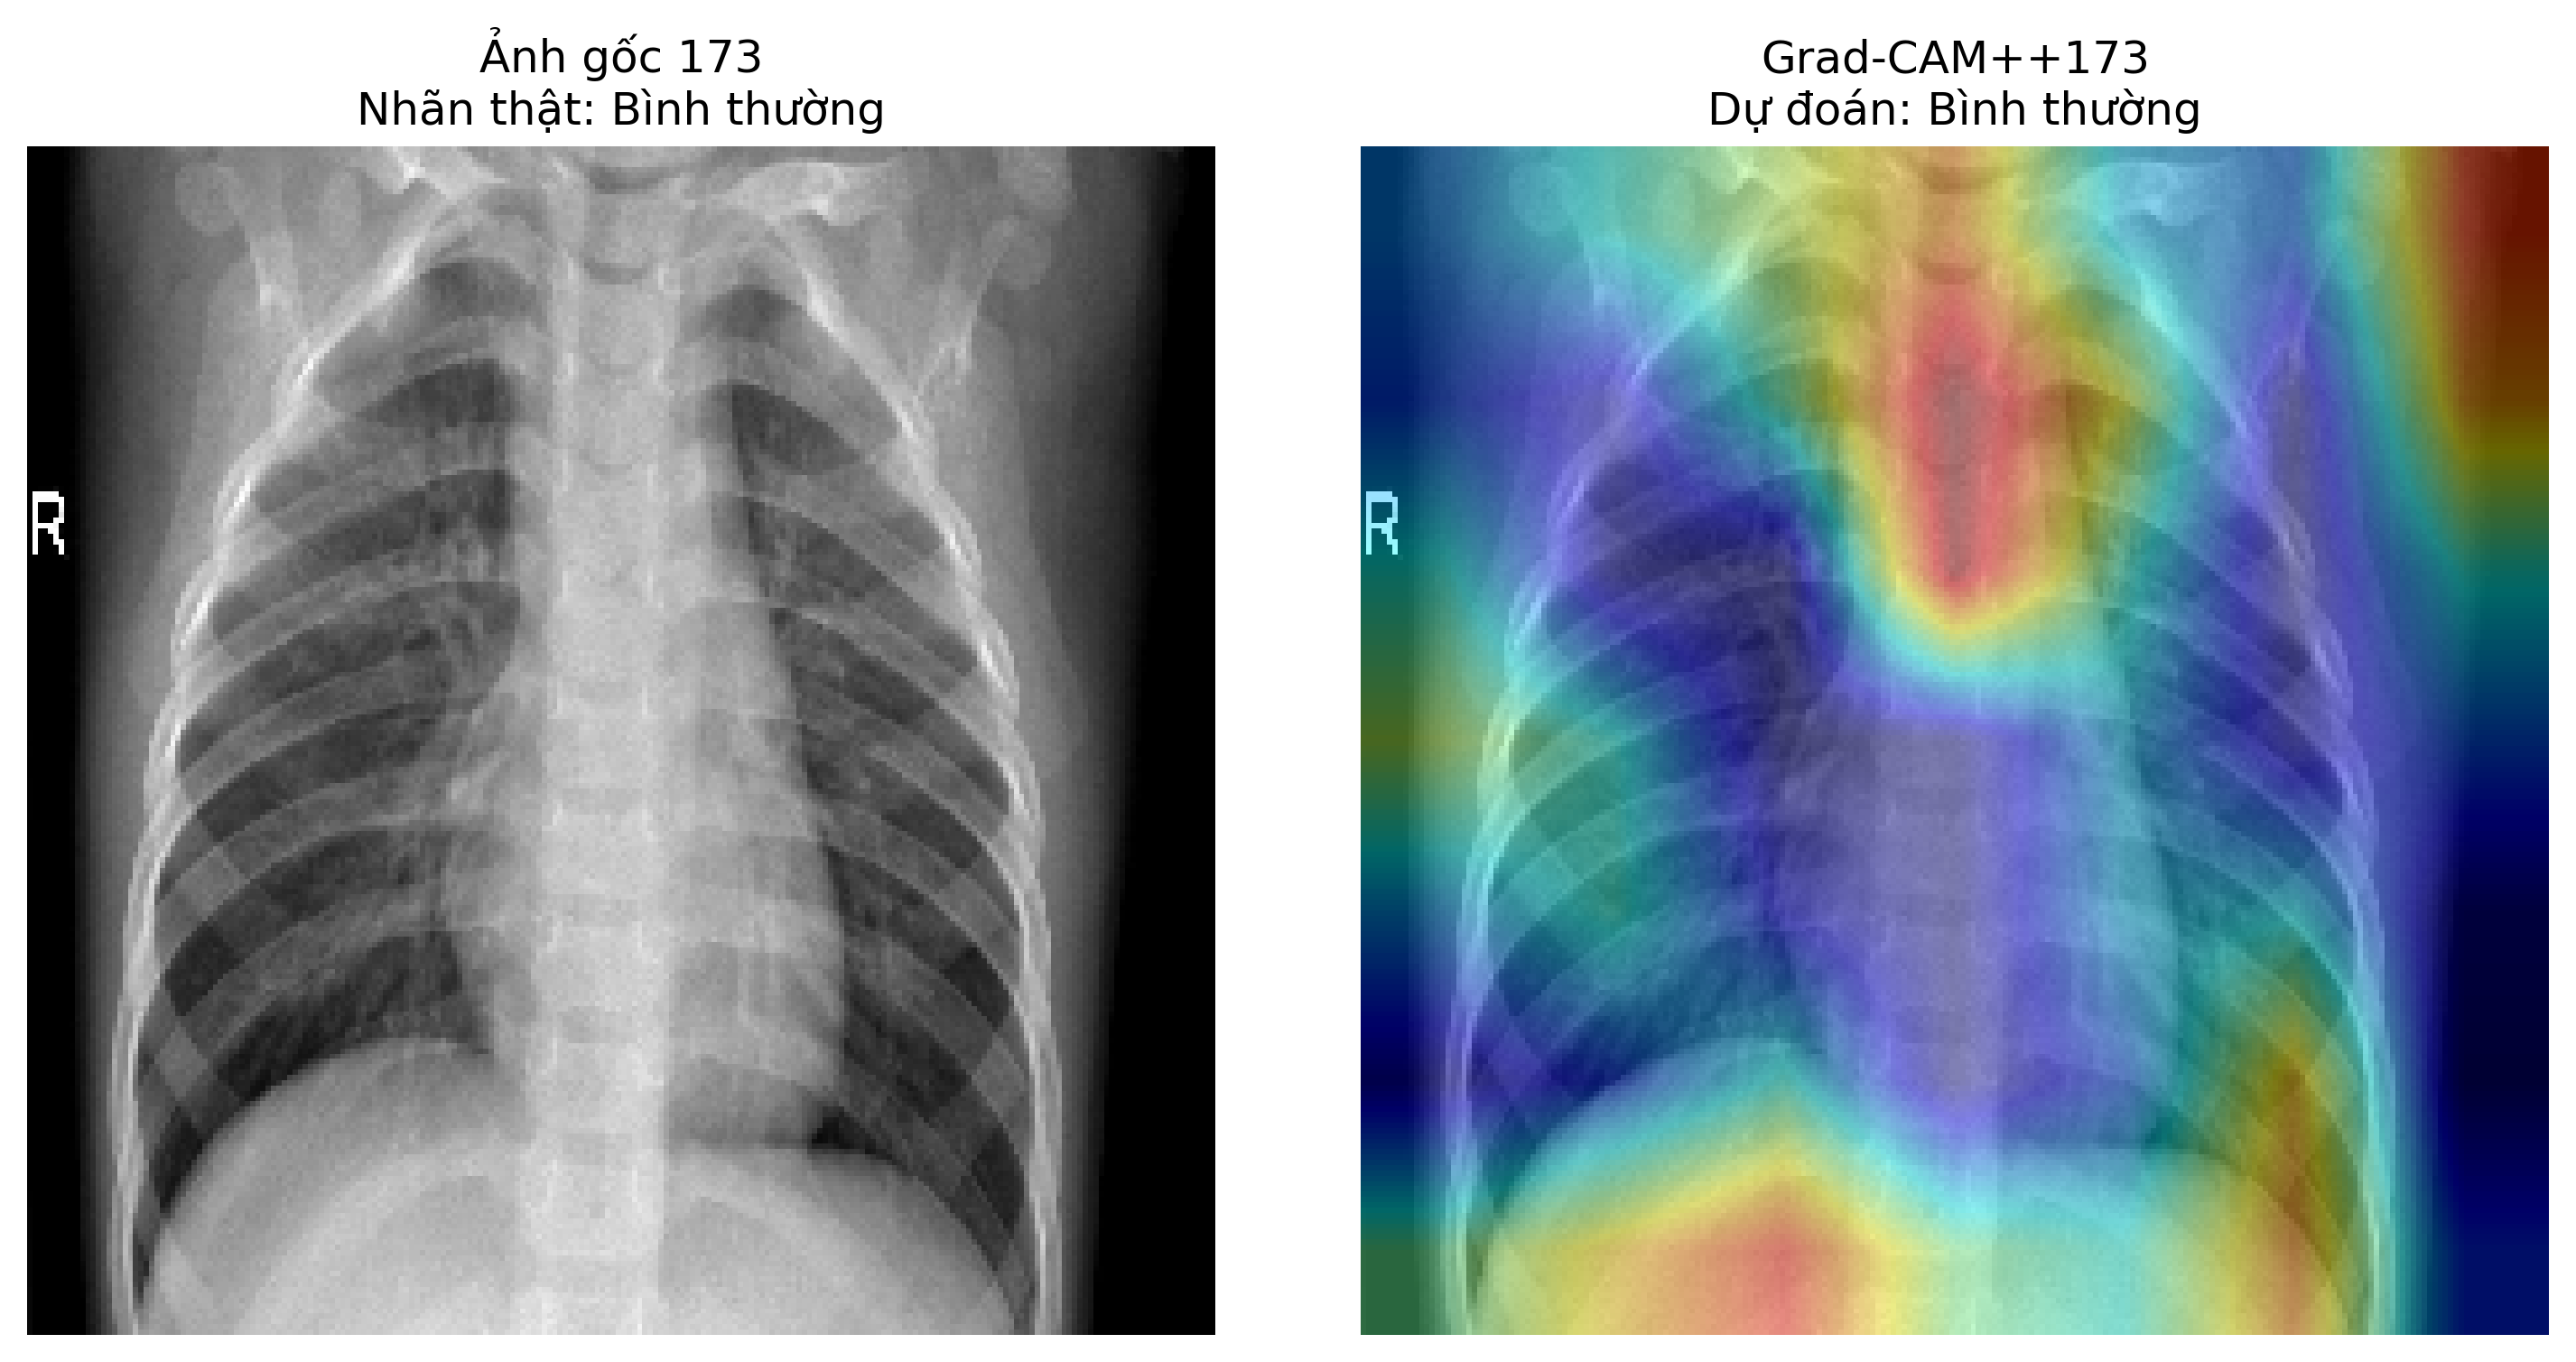 Ảnh gốc 173
Nhãn thật: Bình thường
Grad-CAM++173
Dự đoán: Bình thường
R
R